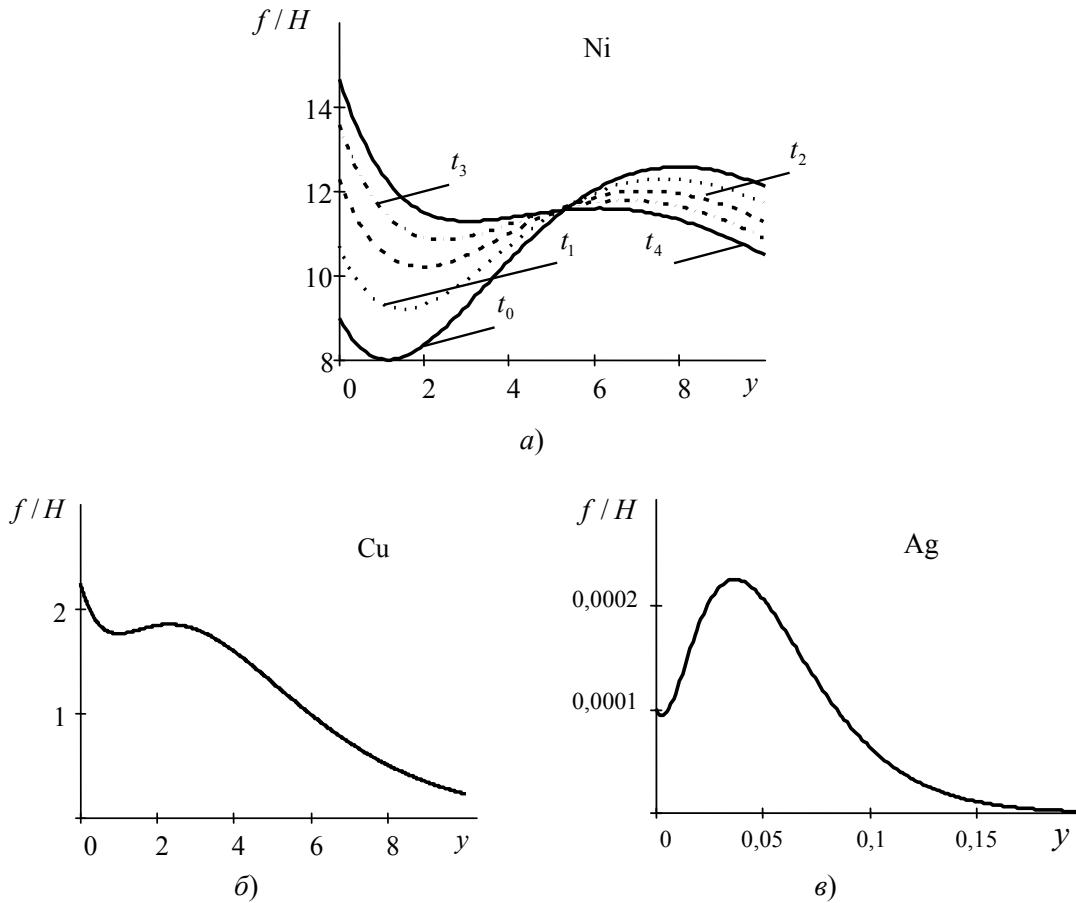 f / H
Ni
14
t3
t2
12
t1
t4
10
t0
8
0 2 4 6 8 y
а)
f / H
Cu
2
1
0 2 4 6 8 y
б)
f / H
Ag
0,0002
0,0001
0 0,05 0,1 0,15 y
в)